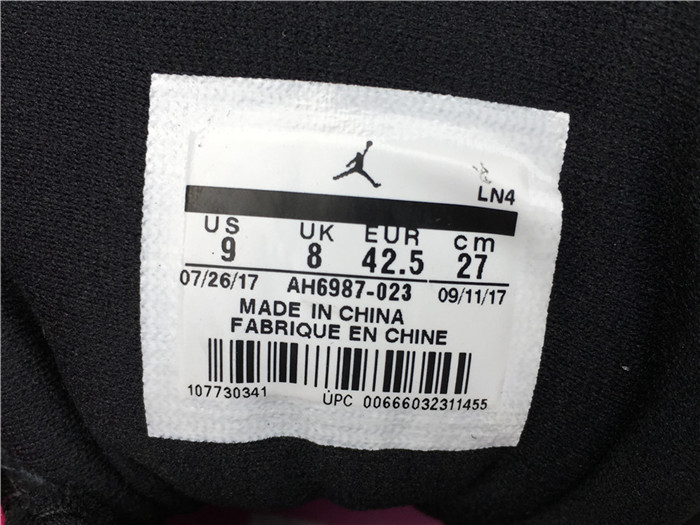 LN4
US UK EUR cm
9 8 42.5 27
07/26/17 AH6987-023 09/11/17
MADE IN CHINA
FABRIQUE EN CHINE
107730341 UPC 00666032311455